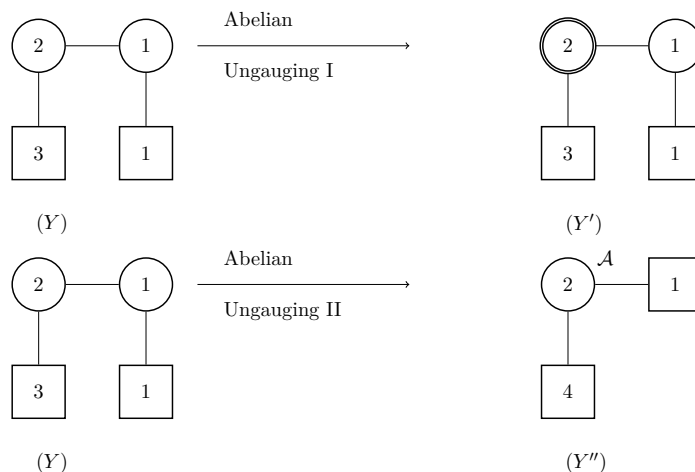 2 1 Abelian 2 1
Ungauging I
3 1 3 1
(Y) (Y′)
2 1 Abelian 2 𝒜 1
Ungauging II
3 1 4
(Y) (Y″)